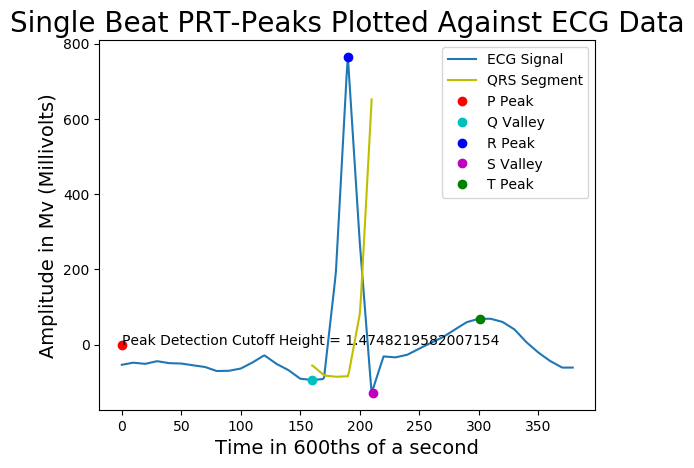 Single Beat PRT-Peaks Plotted Against ECG Data
800
600
400
200
0
Amplitude in Mv (Millivolts)
ECG Signal
QRS Segment
P Peak
Q Valley
R Peak
S Valley
T Peak
Peak Detection Cutoff Height = 1.4748219582007154
0 50 100 150 200 250 300 350
Time in 600ths of a second